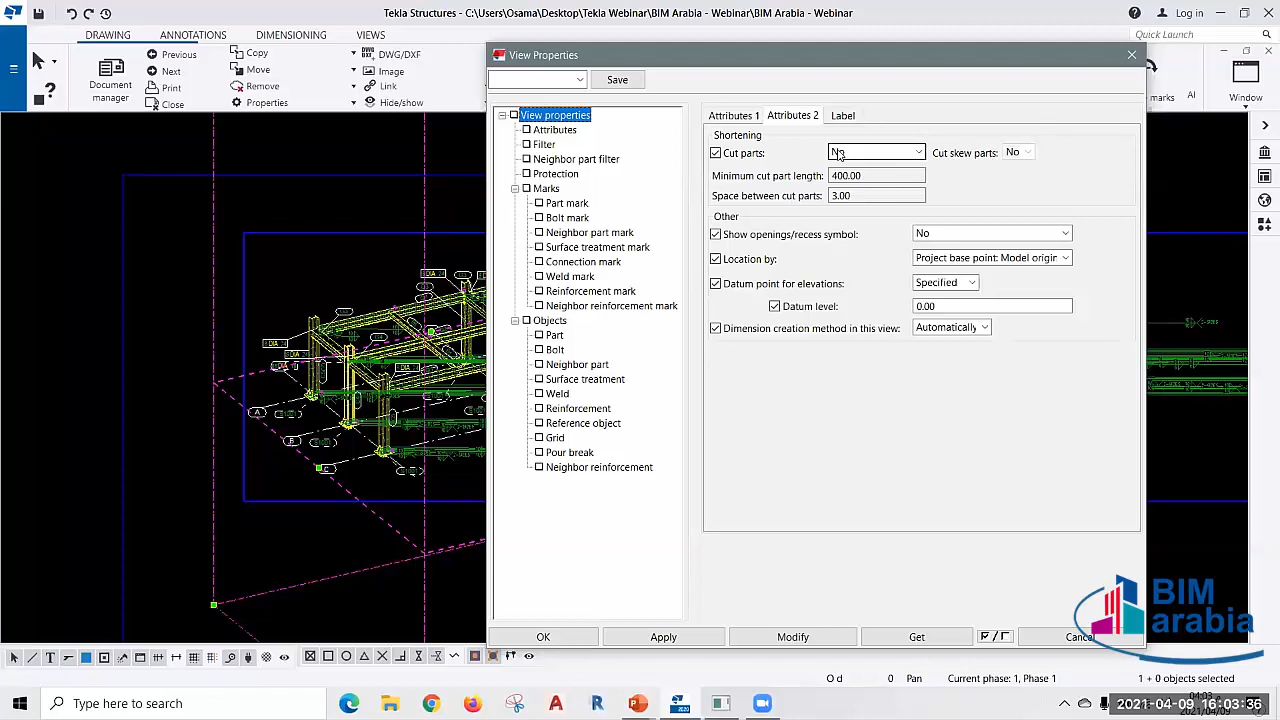 Tekla Structures - C:\Users\Osama\Desktop\Tekla Webinar\BIM Arabia - Webinar\BIM Arabia - Webinar
Log in
DRAWING ANNOTATIONS DIMENSIONING VIEWS
Quick Launch
Document manager
Previous
Next
Print
Close
Copy
Move
Remove
Properties
DWG/DXF
Image
Link
Hide/show
marks AI
Window
View Properties
Save
View properties
Attributes
Filter
Neighbor part filter
Protection
Marks
Part mark
Bolt mark
Neighbor part mark
Surface treatment mark
Connection mark
Weld mark
Reinforcement mark
Neighbor reinforcement mark
Objects
Part
Bolt
Neighbor part
Surface treatment
Weld
Reinforcement
Reference object
Grid
Pour break
Neighbor reinforcement
Attributes 1 Attributes 2 Label
Shortening
Cut parts: No Cut skew parts: No
Minimum cut part length: 400.00
Space between cut parts: 3.00
Other
Show openings/recess symbol: No
Location by: Project base point: Model origin
Datum point for elevations: Specified
Datum level: 0.00
Dimension creation method in this view: Automatically
OK Apply Modify Get Cancel
A
B
C
BIM
arabia
O d 0 Pan Current phase: 1, Phase 1 1 + 0 objects selected
Type here to search
2021-04-09 16:03:36